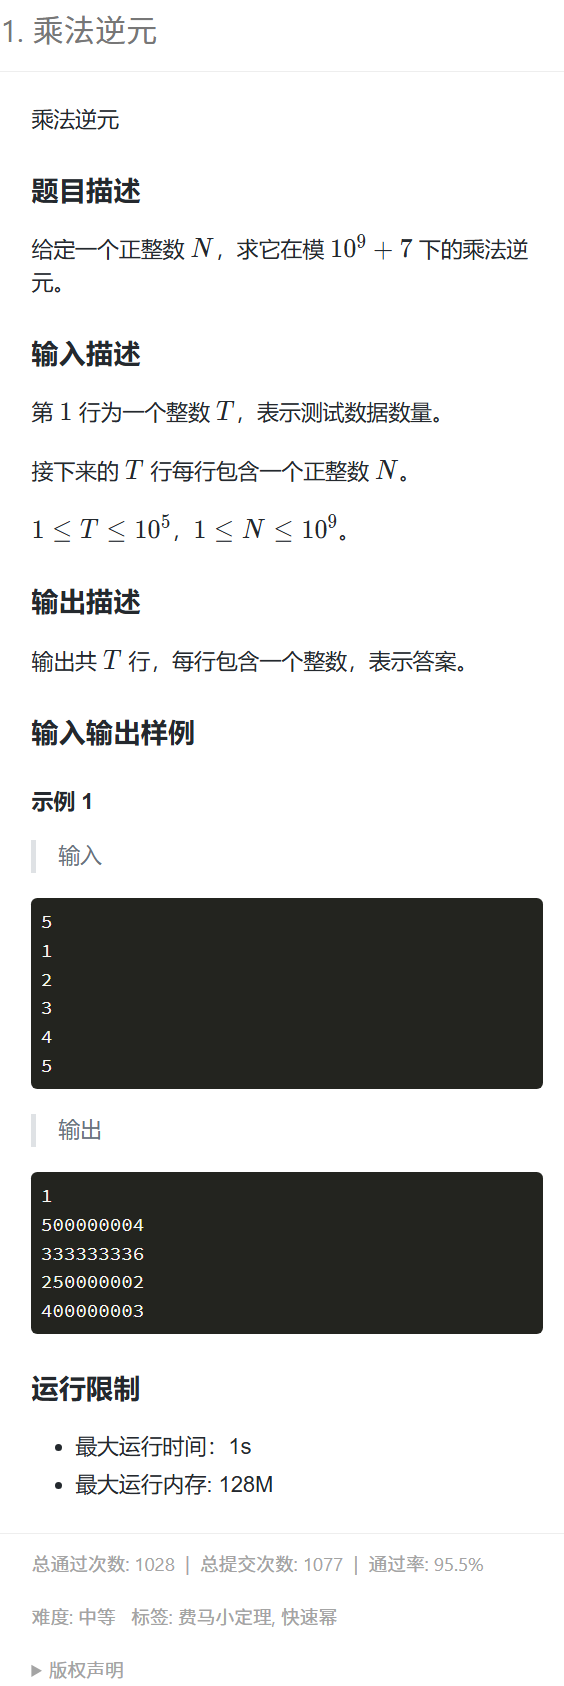 1. 乘法逆元
乘法逆元
题目描述
给定一个正整数 N，求它在模 10^9 + 7 下的乘法逆
元。
输入描述
第 1 行为一个整数 T，表示测试数据数量。
接下来的 T 行每行包含一个正整数 N。
1 ≤ T ≤ 10^5，1 ≤ N ≤ 10^9。
输出描述
输出共 T 行，每行包含一个整数，表示答案。
输入输出样例
示例 1
输入
5
1
2
3
4
5
输出
1
500000004
333333336
250000002
400000003
运行限制
• 最大运行时间：1s
• 最大运行内存: 128M
总通过次数: 1028 | 总提交次数: 1077 | 通过率: 95.5%
难度: 中等 标签: 费马小定理, 快速幂
▶ 版权声明